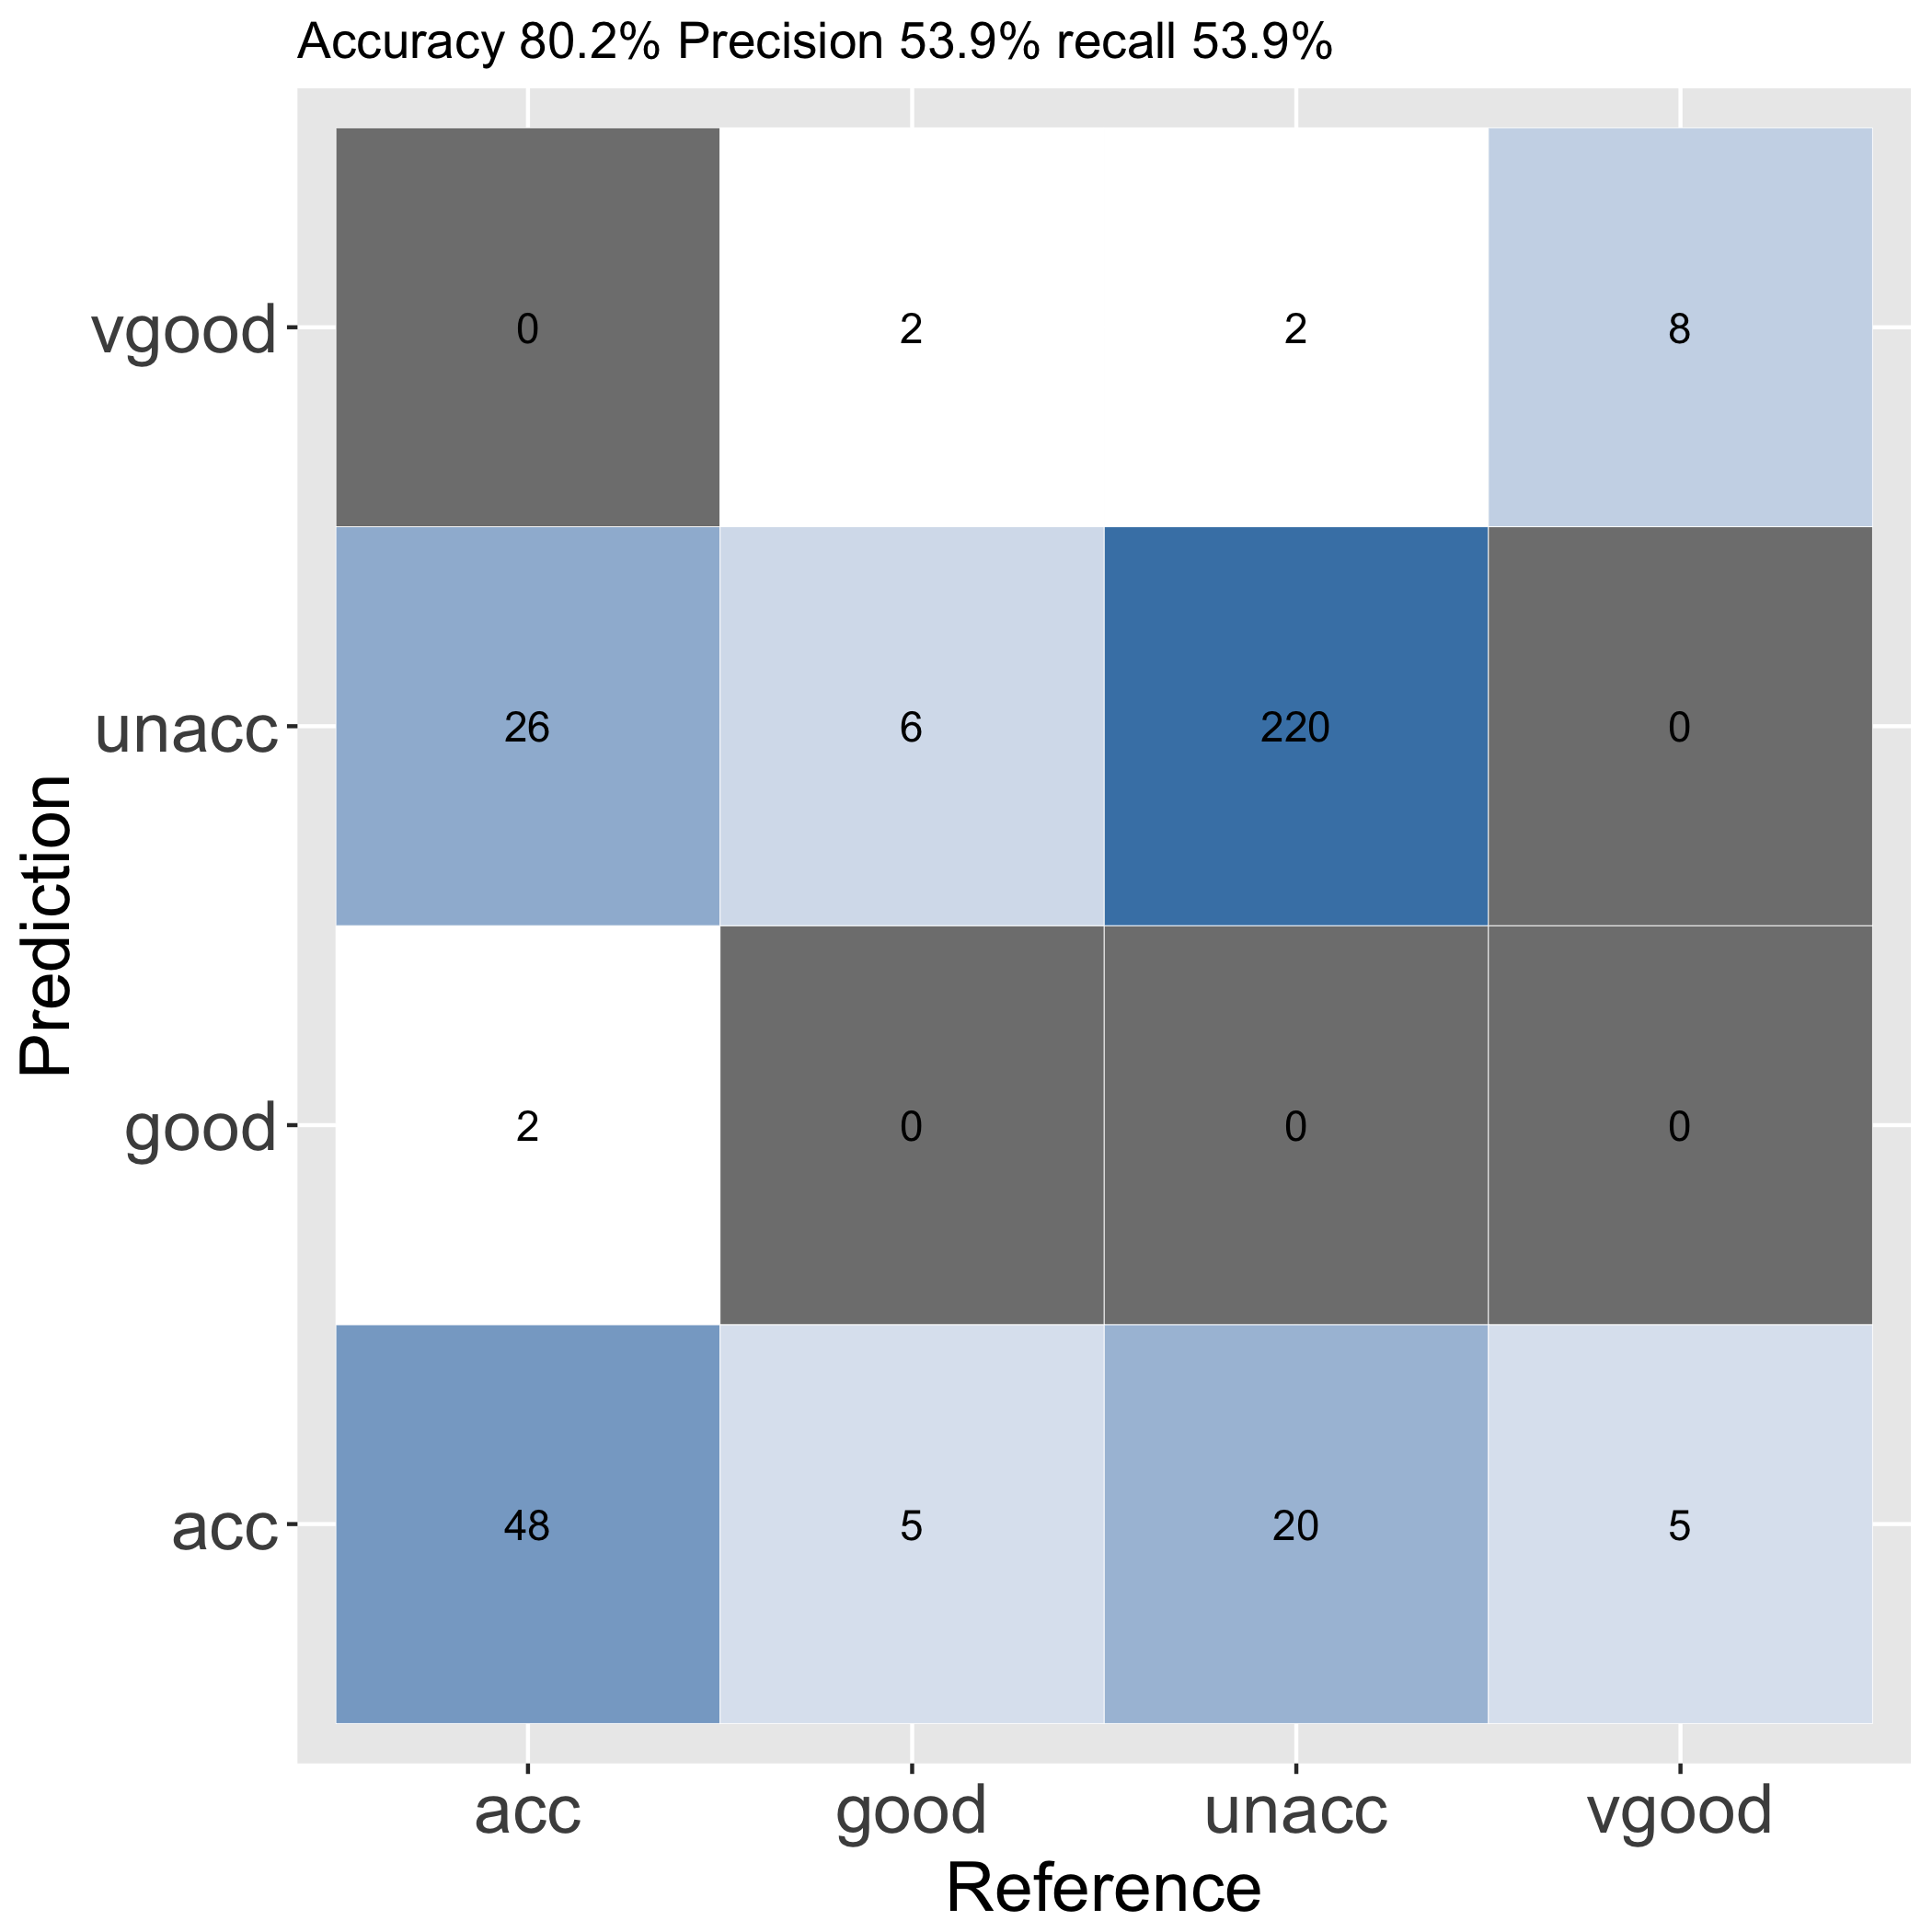 Accuracy 80.2% Precision 53.9% recall 53.9%
vgood 0 2 2 8
unacc 26 6 220 0
Prediction
good 2 0 0 0
acc 48 5 20 5
acc good unacc vgood
Reference